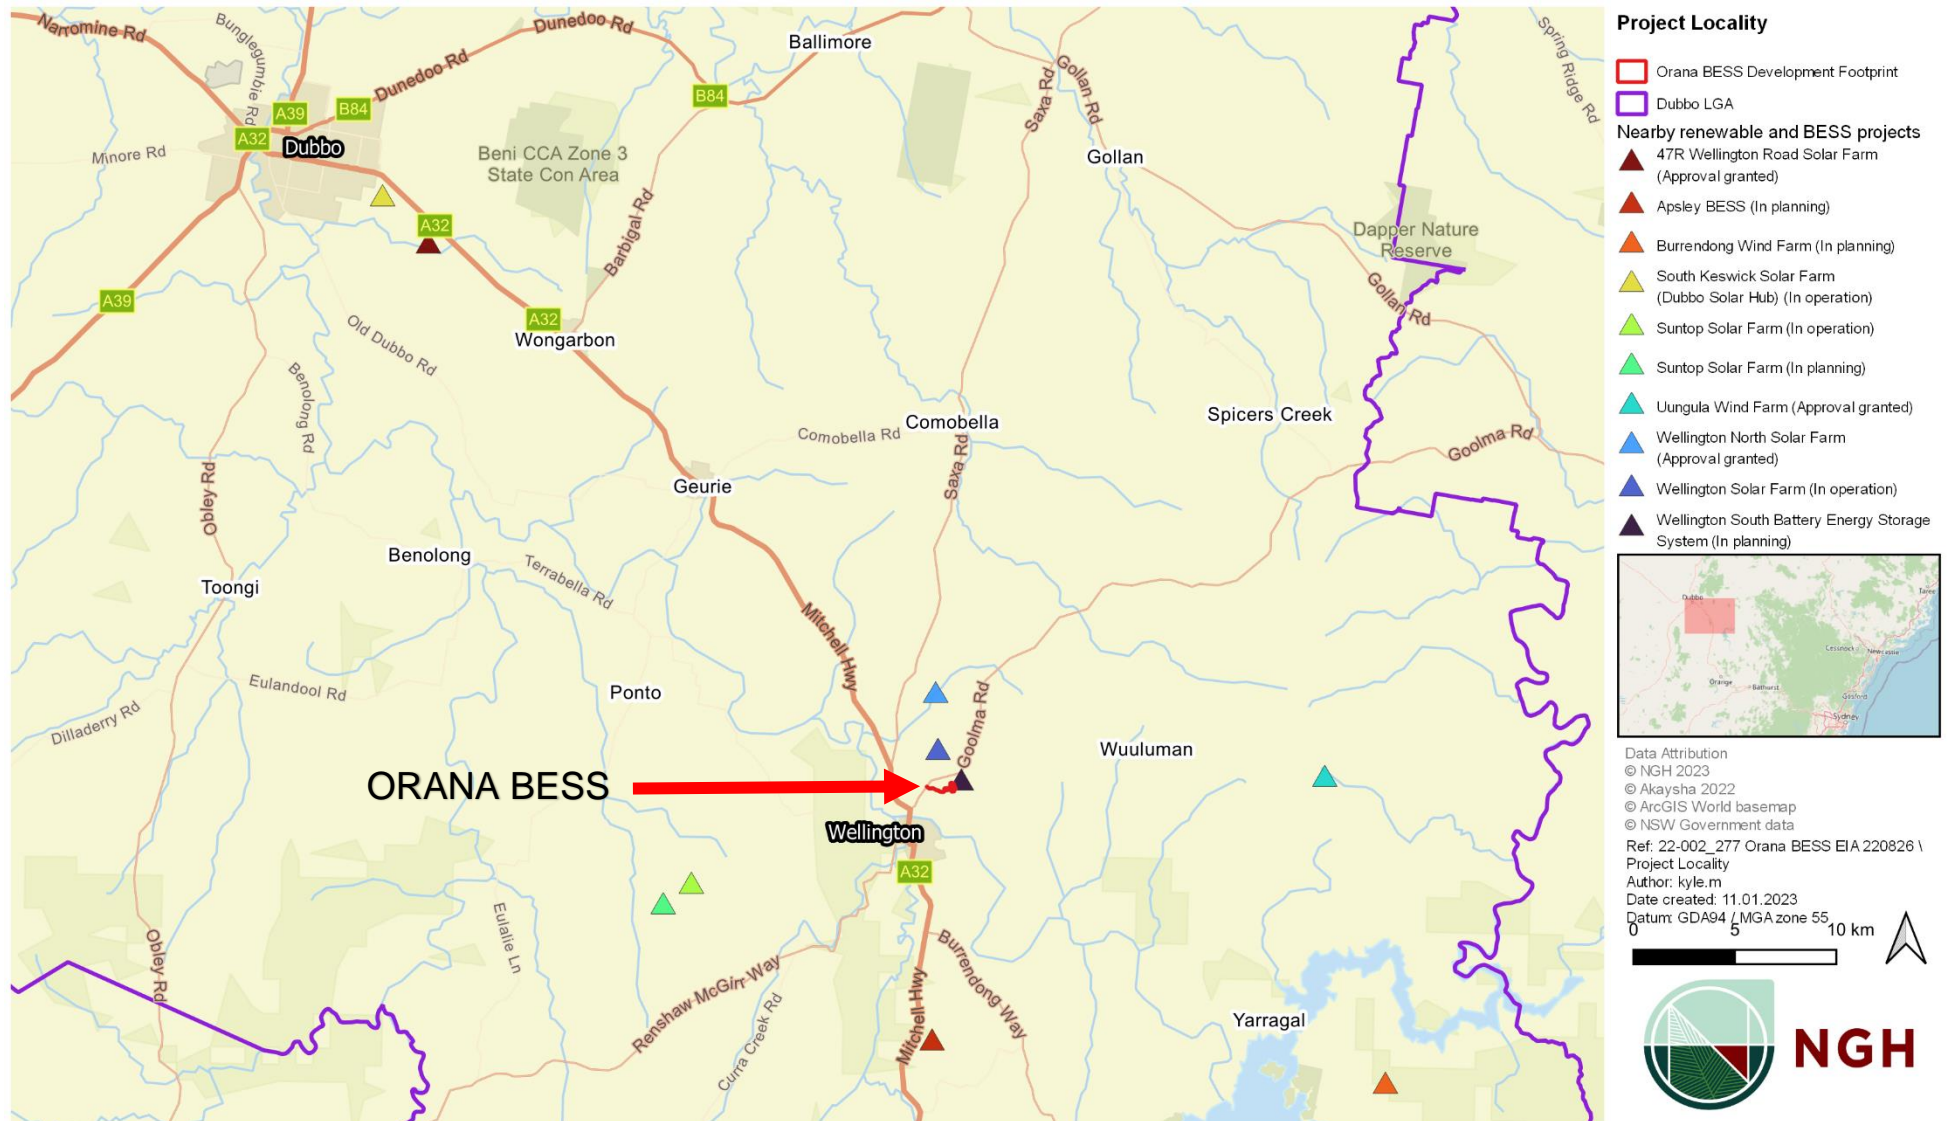 Narromine Rd
Bunglegumbie Rd
Dunedoo Rd
Dunedoo Rd
Ballimore
Spring Ridge Rd
B84
A39
B84
A32
Dubbo
Minore Rd
Beni CCA Zone 3
State Con Area
Saxa Rd
Gollan Rd
Gollan
A32
Barbigal Rd
Dapper Nature
Reserve
A39
A32
Wongarbon
Gollan Rd
Old Dubbo Rd
Benolong Rd
Comobella Rd
Comobella
Spicers Creek
Goolma Rd
Obley Rd
Geurie
Saxa Rd
Benolong
Terrabella Rd
Toongi
Mitchell Hwy
Eulandool Rd
Ponto
Goolma Rd
Dilladerry Rd
Wuuluman
ORANA BESS
Wellington
A32
Eulalie Ln
Obley Rd
Renshaw McGirr Way
Curra Creek Rd
Mitchell Hwy
Burrendong Way
Yarragal
Project Locality
Orana BESS Development Footprint
Dubbo LGA
Nearby renewable and BESS projects
47R Wellington Road Solar Farm
(Approval granted)
Apsley BESS (In planning)
Burrendong Wind Farm (In planning)
South Keswick Solar Farm
(Dubbo Solar Hub) (In operation)
Suntop Solar Farm (In operation)
Suntop Solar Farm (In planning)
Uungula Wind Farm (Approval granted)
Wellington North Solar Farm
(Approval granted)
Wellington Solar Farm (In operation)
Wellington South Battery Energy Storage
System (In planning)
Dubbo
Taree
Cessnock
Newcastle
Orange
Bathurst
Gosford
Sydney
Data Attribution
© NGH 2023
© Akaysha 2022
© ArcGIS World basemap
© NSW Government data
Ref: 22-002_277 Orana BESS EIA 220826 \
Project Locality
Author: kyle.m
Date created: 11.01.2023
Datum: GDA94 / MGA zone 55
0 5 10 km
NGH